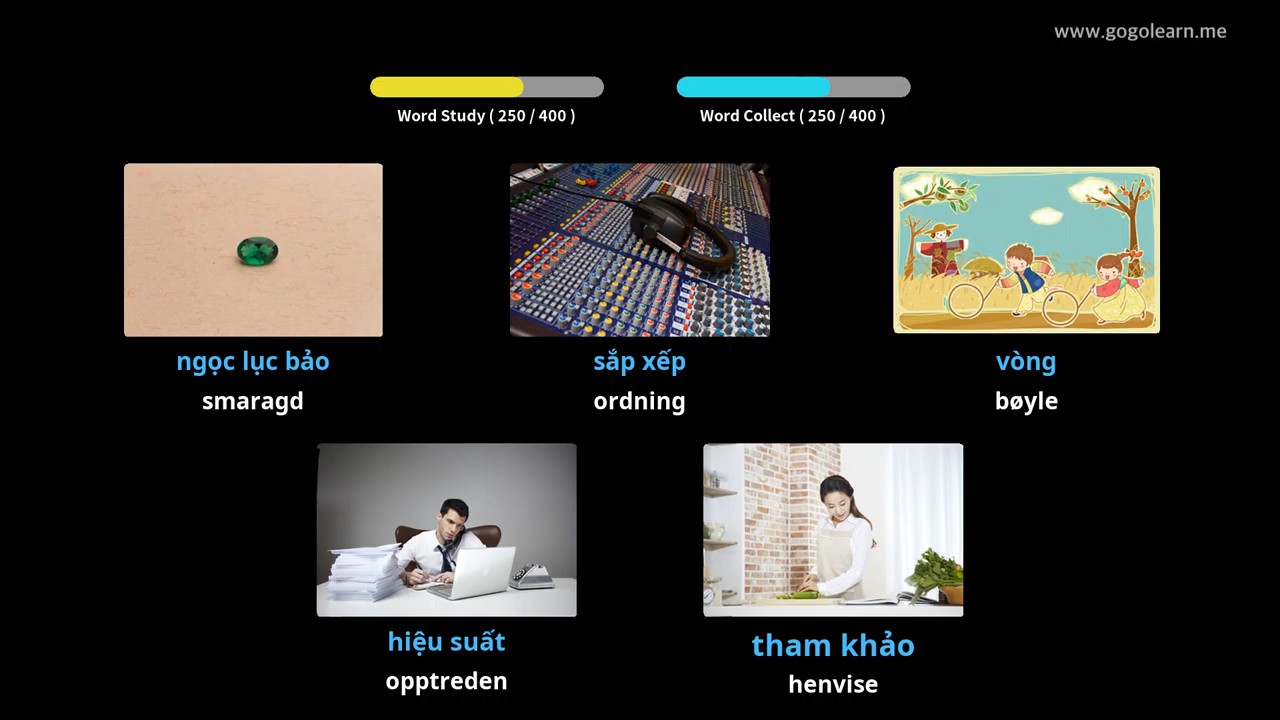 www.gogolearn.me
Word Study ( 250 / 400 )
Word Collect ( 250 / 400 )
ngọc lục bảo
smaragd
sắp xếp
ordning
vòng
bøyle
hiệu suất
opptreden
tham khảo
henvise